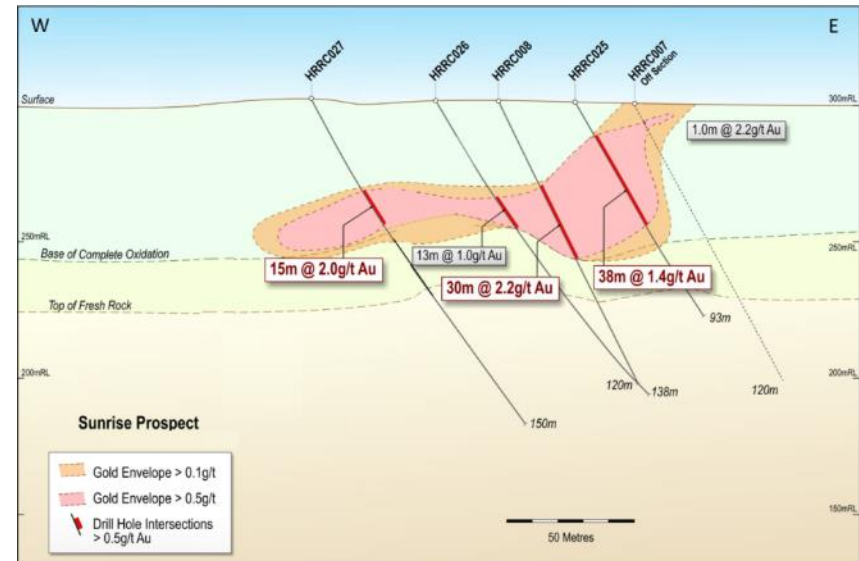 W
E
HRRC027
HRRC026
HRRC008
HRRC025
HRRC007
Off Section
Surface
300mRL
1.0m @ 2.2g/t Au
250mRL
250mRL
Base of Complete Oxidation
15m @ 2.0g/t Au
13m @ 1.0g/t Au
30m @ 2.2g/t Au
38m @ 1.4g/t Au
Top of Fresh Rock
93m
200mRL
200mRL
120m
138m
120m
150m
Sunrise Prospect
Gold Envelope > 0.1g/t
Gold Envelope > 0.5g/t
Drill Hole Intersections
> 0.5g/t Au
50 Metres
150mRL